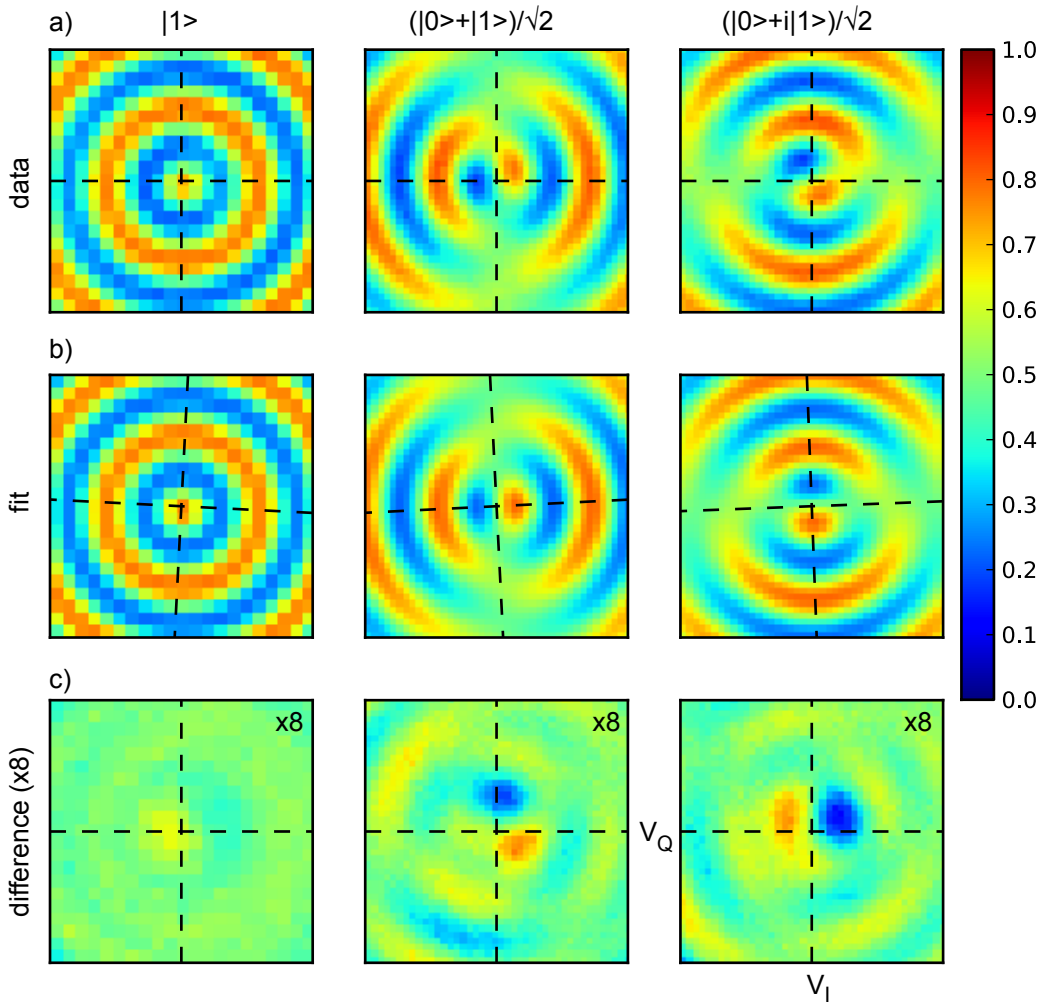 a)
|1>
(|0>+|1>)/√2
(|0>+i|1>)/√2
data
1.0
0.9
0.8
0.7
0.6
0.5
0.4
0.3
0.2
0.1
0.0
b)
fit
c)
difference (x8)
x8
x8
x8
V_Q
V_I